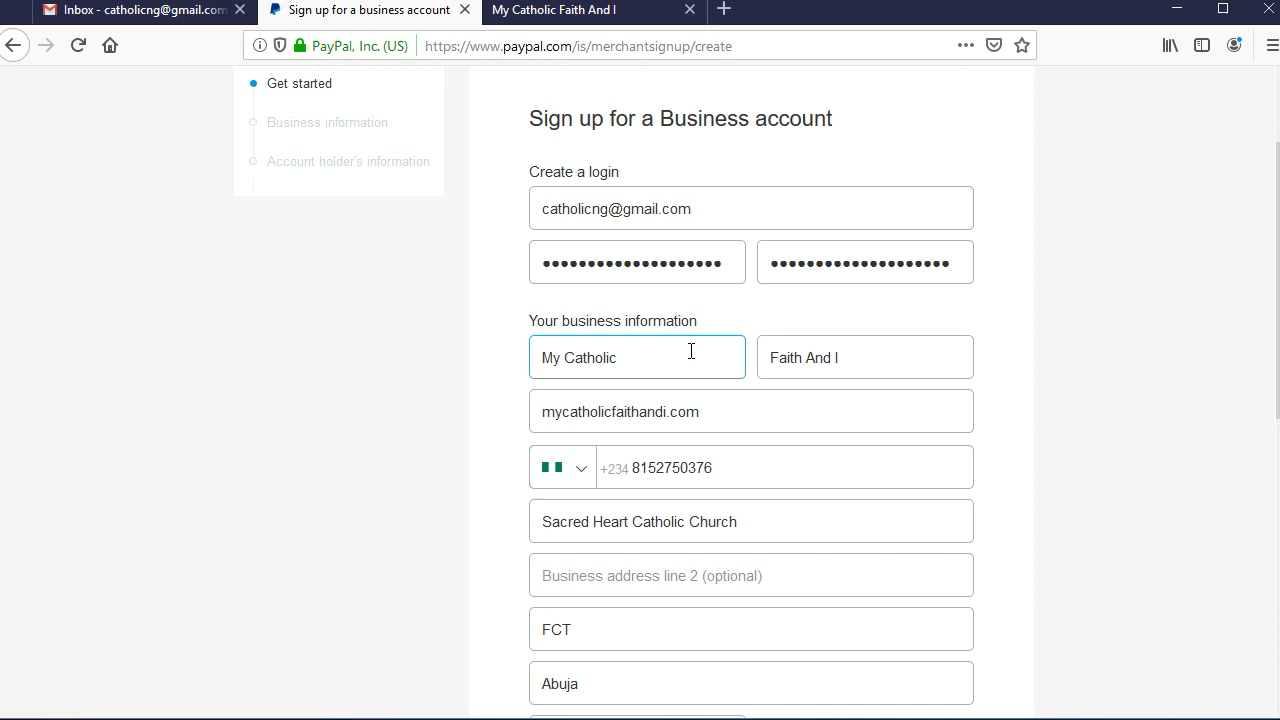 Inbox - catholicng@gmail.com
Sign up for a business account
My Catholic Faith And I
PayPal, Inc. (US)
https://www.paypal.com/is/merchantsignup/create
Get started
Business information
Account holder's information
Sign up for a Business account
Create a login
catholicng@gmail.com
●●●●●●●●●●●●●●●●●●●● ●●●●●●●●●●●●●●●●●●●●
Your business information
My Catholic
Faith And I
mycatholicfaithandi.com
+234 8152750376
Sacred Heart Catholic Church
Business address line 2 (optional)
FCT
Abuja